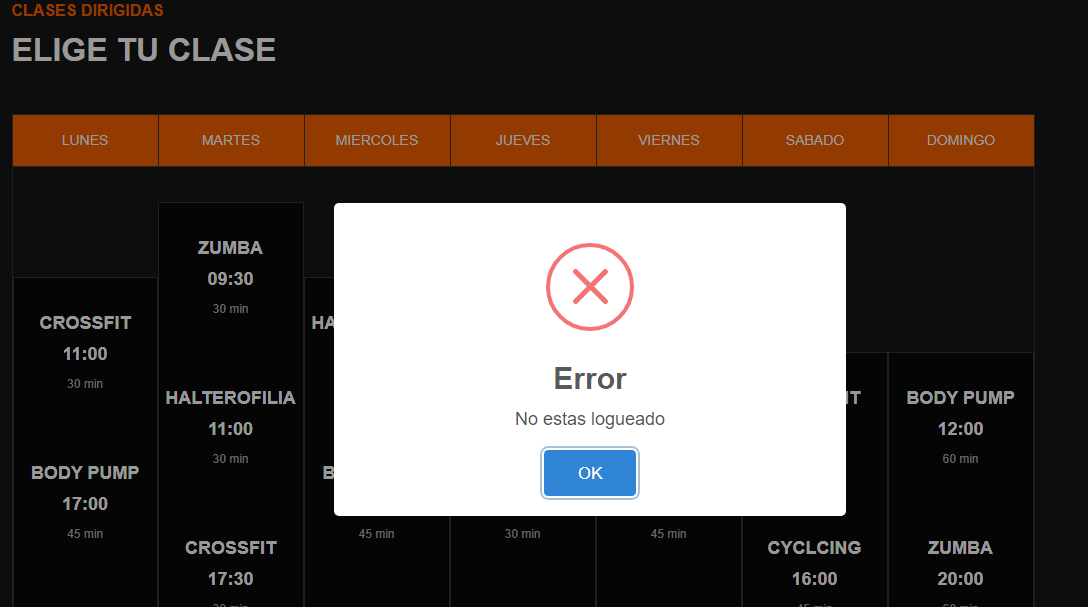 CLASES DIRIGIDAS
ELIGE TU CLASE
LUNES MARTES MIERCOLES JUEVES VIERNES SABADO DOMINGO
ZUMBA
09:30
30 min
CROSSFIT
11:00
30 min
HA
Error
No estas logueado
OK
HALTEROFILIA
11:00
30 min
IT
BODY PUMP
12:00
60 min
BODY PUMP
17:00
45 min
B
45 min
30 min
45 min
CROSSFIT
17:30
30 min
CYCLCING
16:00
45 min
ZUMBA
20:00
60 min